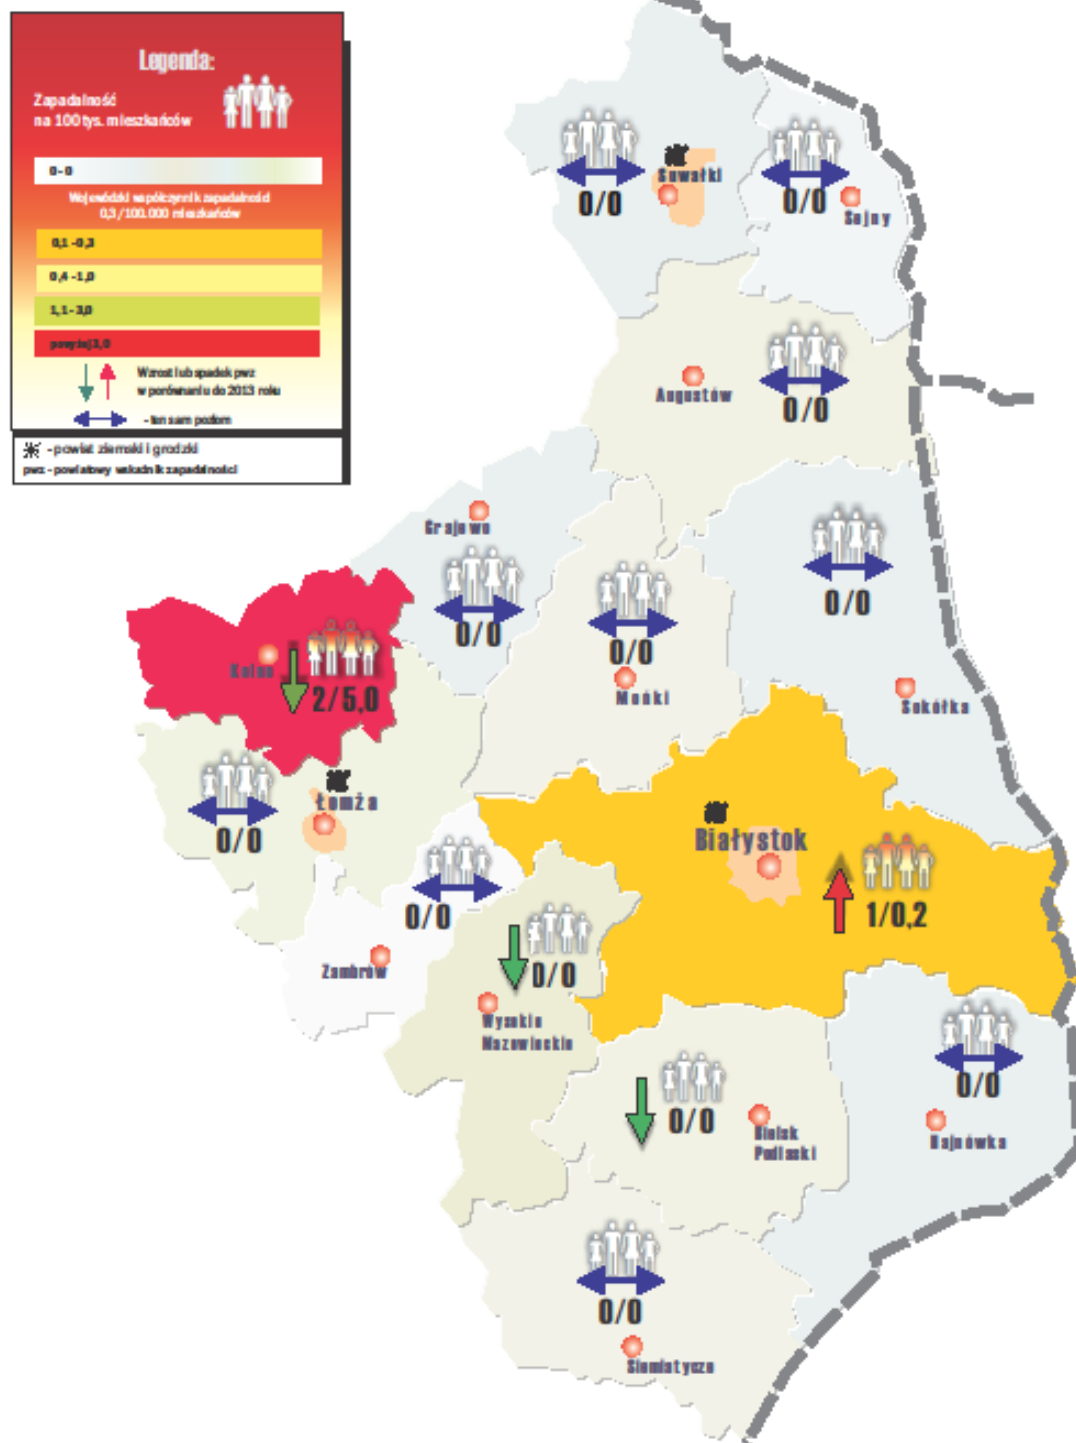 Legenda:
Zapadalność
na 100 tys. mieszkańców
0-0
Wojewódzki współczynnik zapadalności
0,3/100.000 mieszkańców
0,1-0,3
0,4-1,0
1,1-3,0
powyżej 3,0
Wzrost lub spadek pwz
w porównaniu do 2013 roku
- ten sam poziom
- powiat ziemski i grodzki
pwz - powiatowy wskaźnik zapadalności
Suwałki
0/0
0/0
Sejny
Augustów
0/0
Grajewo
0/0
0/0
Mońki
0/0
Sokółka
Kolno
2/5,0
Łomża
0/0
Białystok
1/0,2
0/0
Zambrów
0/0
Wysokie
Mazowieckie
0/0
Bielsk
Podlaski
0/0
Hajnówka
0/0
Siemiatycze